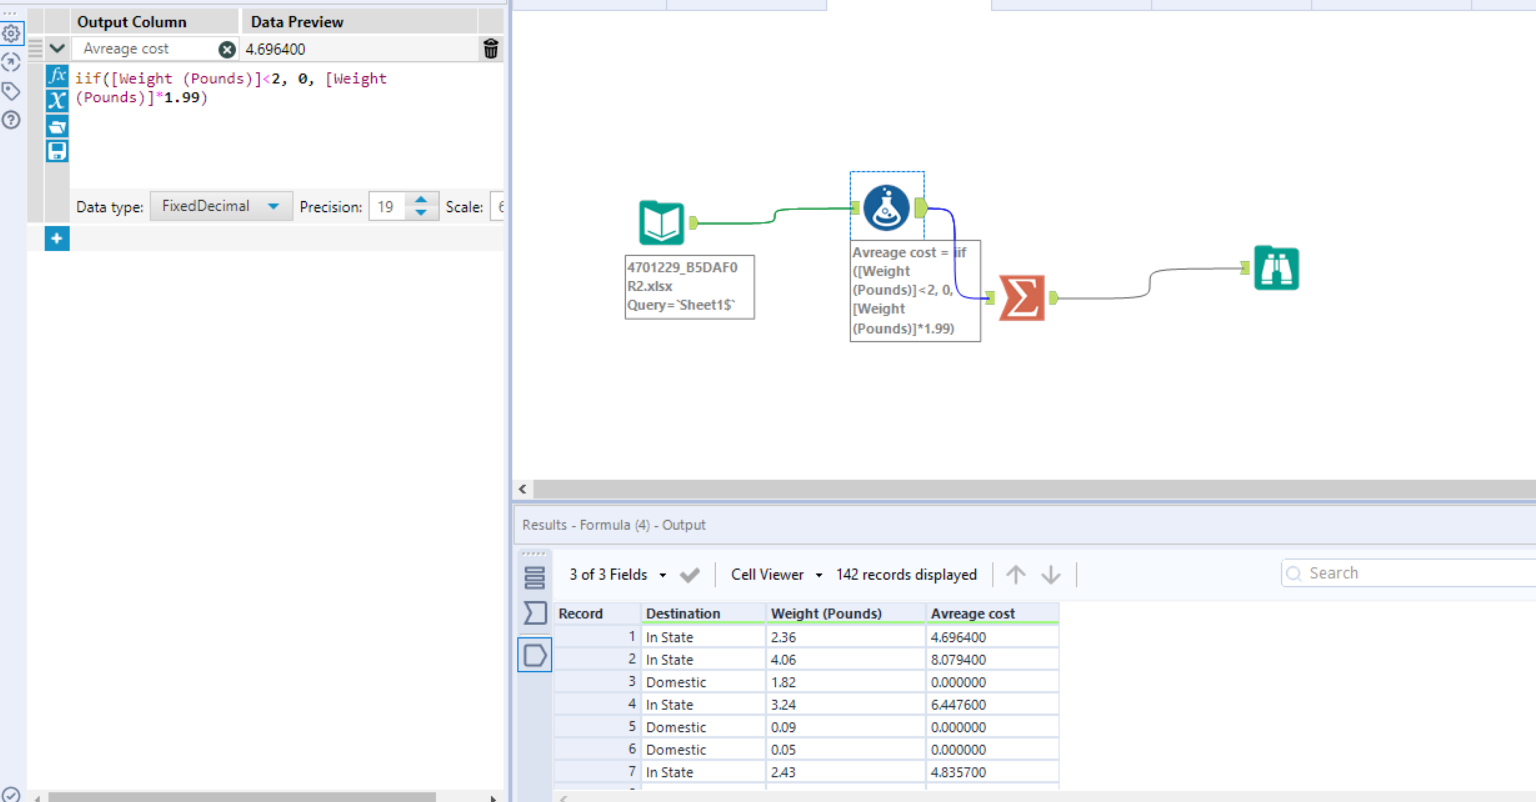 Output Column Data Preview
Avreage cost 4.696400
iif([Weight (Pounds)]<2, 0, [Weight
(Pounds)]*1.99)
Data type: FixedDecimal Precision: 19 Scale: 6
4701229_B5DAF0
R2.xlsx
Query=`Sheet1$`
Avreage cost = iif
([Weight
(Pounds)]<2, 0,
[Weight
(Pounds)]*1.99)
Results - Formula (4) - Output
3 of 3 Fields Cell Viewer 142 records displayed Search
Record Destination Weight (Pounds) Avreage cost
1 In State 2.36 4.696400
2 In State 4.06 8.079400
3 Domestic 1.82 0.000000
4 In State 3.24 6.447600
5 Domestic 0.09 0.000000
6 Domestic 0.05 0.000000
7 In State 2.43 4.835700